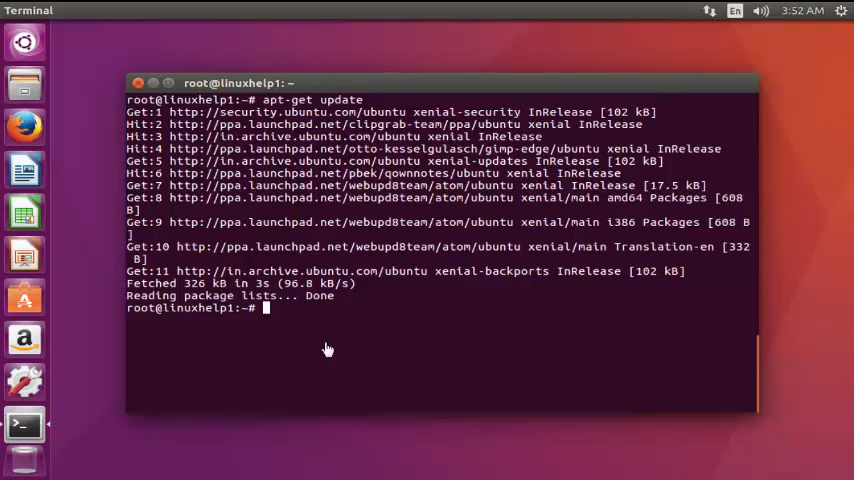 Terminal
En
3:52 AM
root@linuxhelp1: ~
root@linuxhelp1:~# apt-get update
Get:1 http://security.ubuntu.com/ubuntu xenial-security InRelease [102 kB]
Hit:2 http://ppa.launchpad.net/clipgrab-team/ppa/ubuntu xenial InRelease
Hit:3 http://in.archive.ubuntu.com/ubuntu xenial InRelease
Hit:4 http://ppa.launchpad.net/otto-kesselgulasch/gimp-edge/ubuntu xenial InRelease
Get:5 http://in.archive.ubuntu.com/ubuntu xenial-updates InRelease [102 kB]
Hit:6 http://ppa.launchpad.net/pbek/qownnotes/ubuntu xenial InRelease
Get:7 http://ppa.launchpad.net/webupd8team/atom/ubuntu xenial InRelease [17.5 kB]
Get:8 http://ppa.launchpad.net/webupd8team/atom/ubuntu xenial/main amd64 Packages [608
B]
Get:9 http://ppa.launchpad.net/webupd8team/atom/ubuntu xenial/main i386 Packages [608 B
]
Get:10 http://ppa.launchpad.net/webupd8team/atom/ubuntu xenial/main Translation-en [332
B]
Get:11 http://in.archive.ubuntu.com/ubuntu xenial-backports InRelease [102 kB]
Fetched 326 kB in 3s (96.8 kB/s)
Reading package lists... Done
root@linuxhelp1:~#